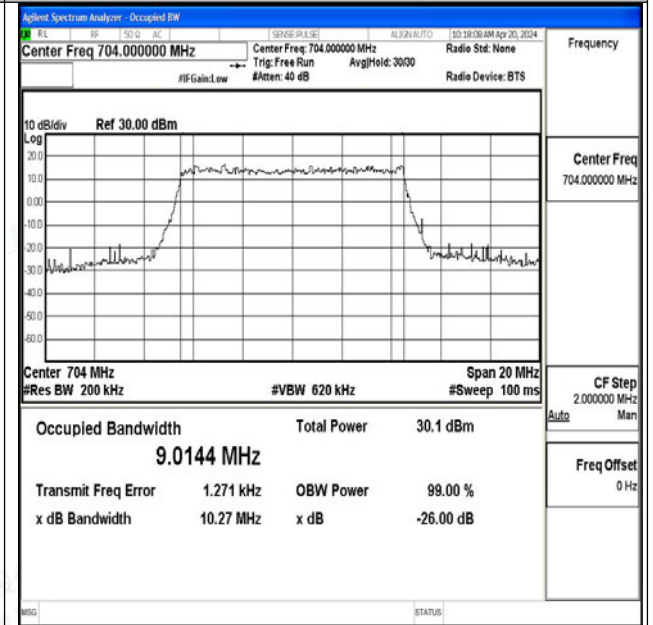 Agilent Spectrum Analyzer - Occupied BW
RL RF 50 Ω AC SENSE:PULSE ALIGN AUTO 10:18:08 AM Apr 20, 2024
Center Freq 704.000000 MHz
Center Freq: 704.000000 MHz
Radio Std: None
Trig: Free Run Avg|Hold: 30/30
#IFGain:Low #Atten: 40 dB Radio Device: BTS
Frequency
10 dB/div Ref 30.00 dBm
Log
20.0
10.0
0.00
-10.0
-20.0
-30.0
-40.0
-50.0
-60.0
Center 704 MHz Span 20 MHz
#Res BW 200 kHz #VBW 620 kHz #Sweep 100 ms
Occupied Bandwidth Total Power 30.1 dBm
9.0144 MHz
Transmit Freq Error 1.271 kHz OBW Power 99.00 %
x dB Bandwidth 10.27 MHz x dB -26.00 dB
Center Freq
704.000000 MHz
CF Step
2.000000 MHz
Auto Man
Freq Offset
0 Hz
MSG STATUS